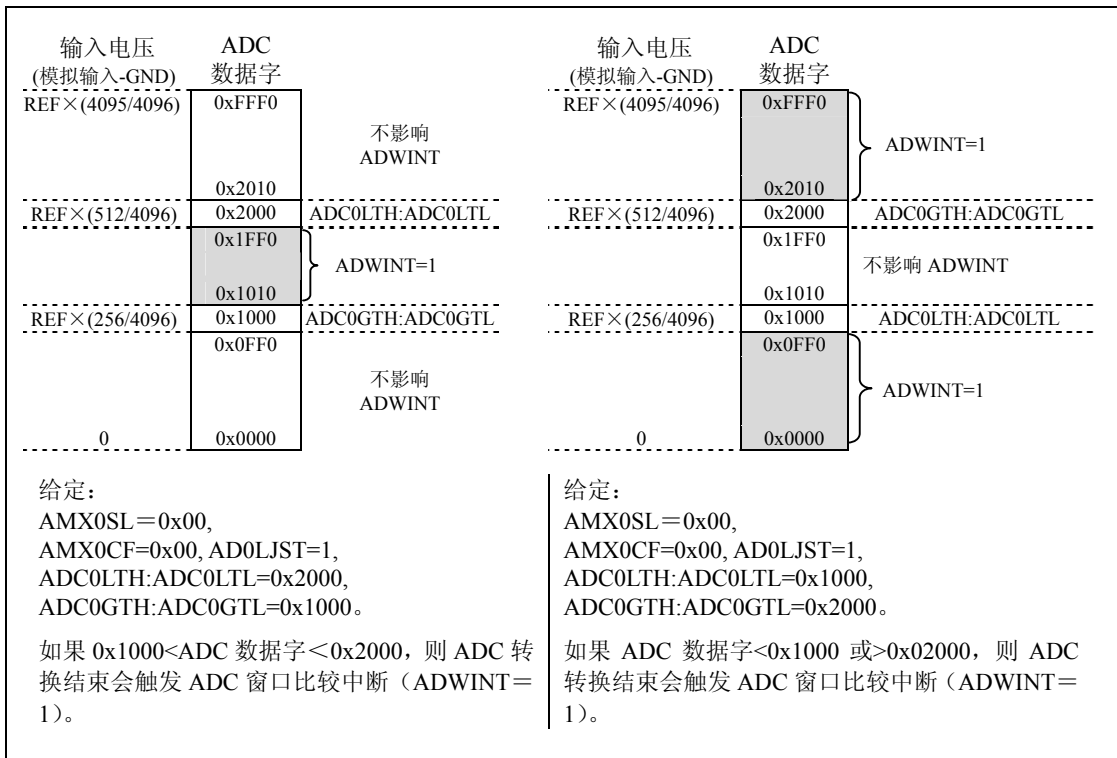 输入电压 ADC
(模拟输入-GND) 数据字
REF×(4095/4096) 0xFFF0
不影响
ADWINT
0x2010
REF×(512/4096) 0x2000 ADC0LTH:ADC0LTL
0x1FF0
ADWINT=1
0x1010
REF×(256/4096) 0x1000 ADC0GTH:ADC0GTL
0x0FF0
不影响
ADWINT
0 0x0000
给定：
AMX0SL＝0x00,
AMX0CF=0x00, AD0LJST=1,
ADC0LTH:ADC0LTL=0x2000,
ADC0GTH:ADC0GTL=0x1000。
如果 0x1000<ADC 数据字＜0x2000，则 ADC 转
换结束会触发 ADC 窗口比较中断（ADWINT＝
1）。
输入电压 ADC
(模拟输入-GND) 数据字
REF×(4095/4096) 0xFFF0
ADWINT=1
0x2010
REF×(512/4096) 0x2000 ADC0GTH:ADC0GTL
0x1FF0
不影响 ADWINT
0x1010
REF×(256/4096) 0x1000 ADC0LTH:ADC0LTL
0x0FF0
ADWINT=1
0 0x0000
给定：
AMX0SL＝0x00,
AMX0CF=0x00, AD0LJST=1,
ADC0LTH:ADC0LTL=0x1000,
ADC0GTH:ADC0GTL=0x2000。
如果 ADC 数据字<0x1000 或>0x02000，则 ADC
转换结束会触发 ADC 窗口比较中断（ADWINT＝
1）。